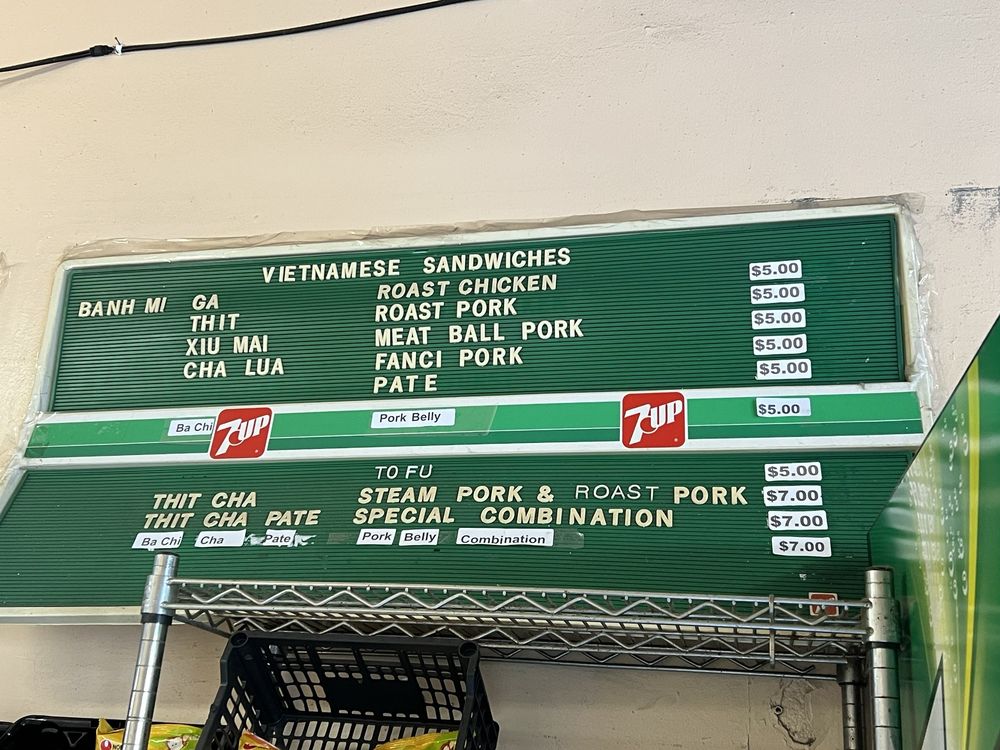 VIETNAMESE SANDWICHES
BANH MI GA ROAST CHICKEN $5.00
THIT ROAST PORK $5.00
XIU MAI MEAT BALL PORK $5.00
CHA LUA FANCI PORK $5.00
PATE $5.00
Ba Chi 7UP Pork Belly 7UP $5.00
TO FU $5.00
THIT CHA STEAM PORK & ROAST PORK $7.00
THIT CHA PATE SPECIAL COMBINATION $7.00
Ba Chi Cha Pate Pork Belly Combination $7.00